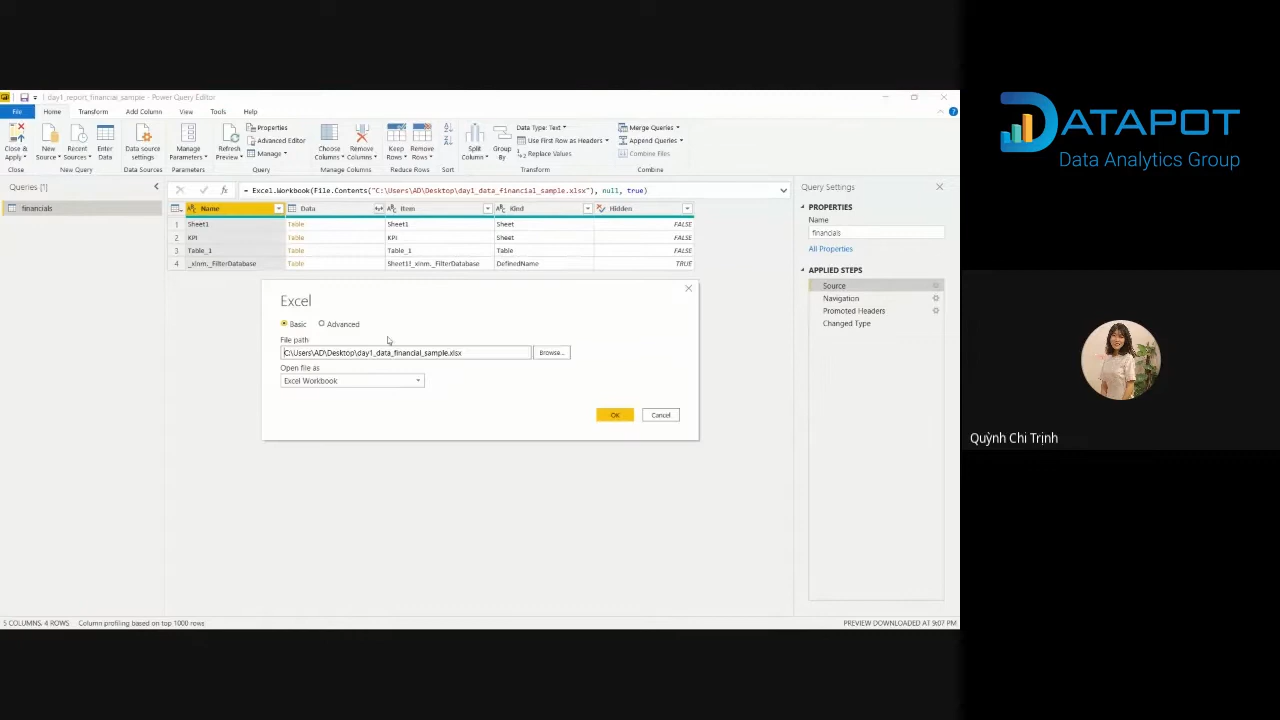 day1_report_financial_sample - Power Query Editor
File Home Transform Add Column View Tools Help
Close & Apply
New Source
Recent Sources
Enter Data
Data source settings
Manage Parameters
Refresh Preview
Properties
Advanced Editor
Manage
Choose Columns
Remove Columns
Keep Rows
Remove Rows
Split Column
Group By
Data Type: Text
Use First Row as Headers
Replace Values
Merge Queries
Append Queries
Combine Files
Close New Query Data Sources Parameters Query Manage Columns Reduce Rows Sort Transform Combine
Queries [1]
financials
= Excel.Workbook(File.Contents("C:\Users\AD\Desktop\day1_data_financial_sample.xlsx"), null, true)
Name Data Item Kind Hidden
1 Sheet1 Table Sheet1 Sheet FALSE
2 KPI Table KPI Sheet FALSE
3 Table_1 Table Table_1 Table FALSE
4 _xlnm._FilterDatabase Table Sheet1!_xlnm._FilterDatabase DefinedName TRUE
Excel
Basic Advanced
File path
C:\Users\AD\Desktop\day1_data_financial_sample.xlsx Browse...
Open file as
Excel Workbook
OK Cancel
Query Settings
PROPERTIES
Name
financials
All Properties
APPLIED STEPS
Source
Navigation
Promoted Headers
Changed Type
5 COLUMNS, 4 ROWS Column profiling based on top 1000 rows
PREVIEW DOWNLOADED AT 9:07 PM
DATAPOT
Data Analytics Group
Quỳnh Chi Trịnh